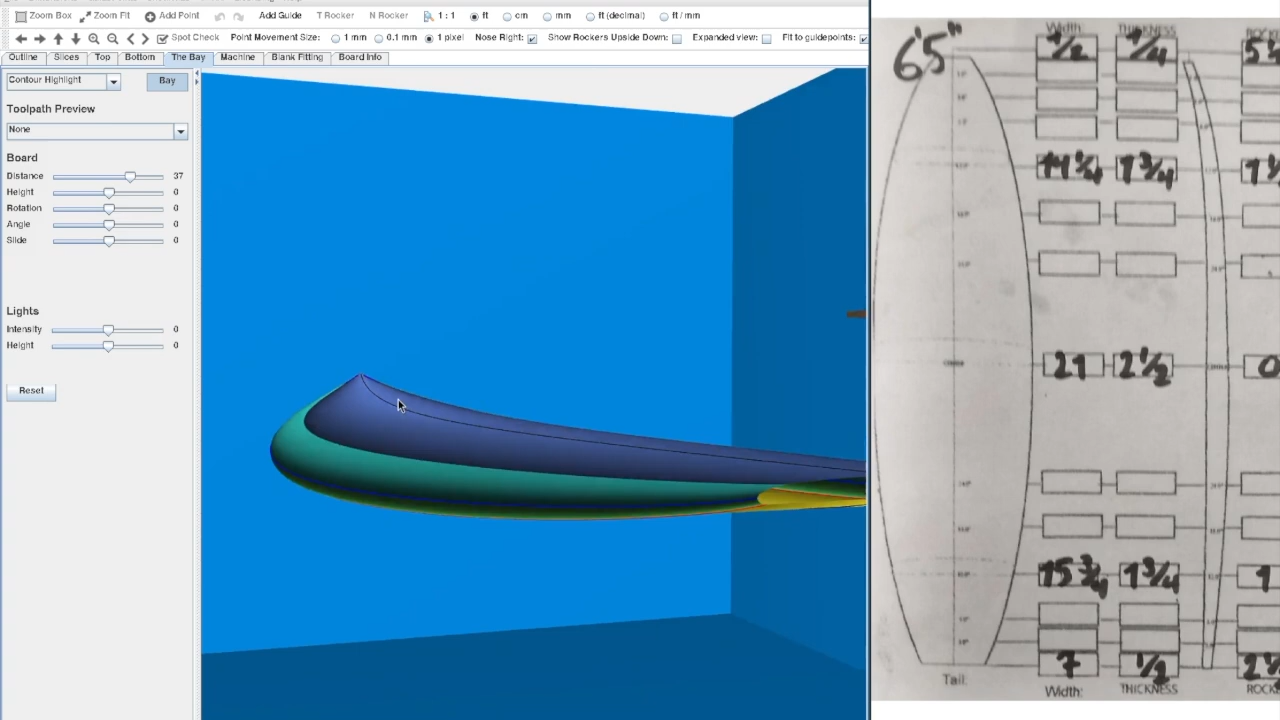 Zoom Box Zoom Fit Add Point Add Guide T Rocker N Rocker 1 : 1 ft cm mm ft (decimal) ft / mm
Spot Check Point Movement Size: 1 mm 0.1 mm 1 pixel Nose Right: Show Rockers Upside Down: Expanded view: Fit to guidepoints:
Outline Slices Top Bottom The Bay Machine Blank Fitting Board Info
Contour Highlight Bay
Toolpath Preview
None
Board
Distance 37
Height 0
Rotation 0
Angle 0
Slide 0
Lights
Intensity 0
Height 0
Reset
6'5"
Width: THICKNESS
14 1/4 1 3/4
21 2 1/2 0
15 3/4 1 3/4 1
7 1/2
Tail:
Width: THICKNESS